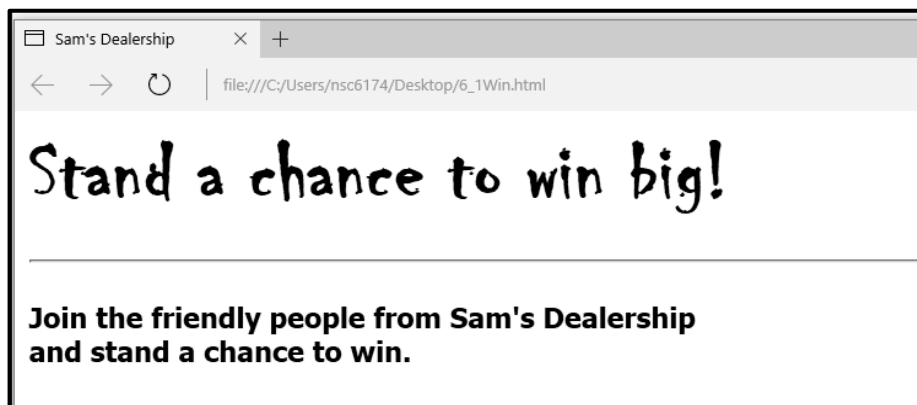 Sam's Dealership
file:///C:/Users/nsc6174/Desktop/6_1Win.html
Stand a chance to win big!
Join the friendly people from Sam's Dealership
and stand a chance to win.